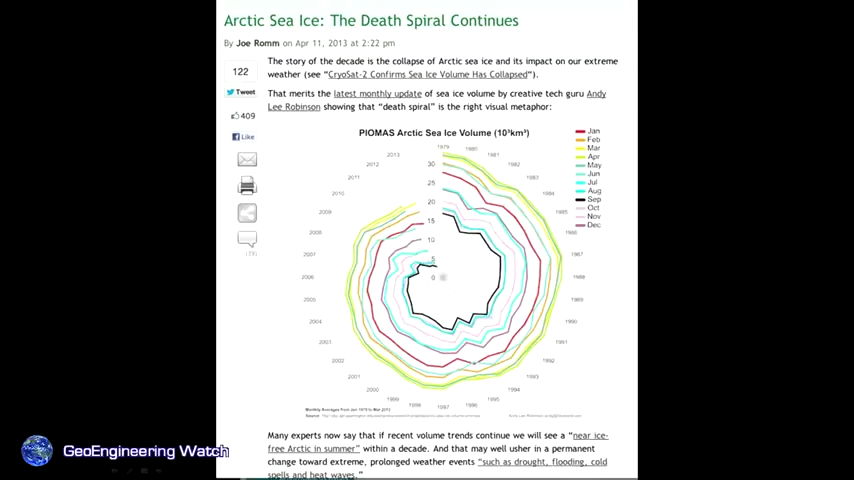 Arctic Sea Ice: The Death Spiral Continues
By Joe Romm on Apr 11, 2013 at 2:22 pm
The story of the decade is the collapse of Arctic sea ice and its impact on our extreme
122
weather (see “CryoSat-2 Confirms Sea Ice Volume Has Collapsed“).
Tweet
That merits the latest monthly update of sea ice volume by creative tech guru Andy
Lee Robinson showing that “death spiral” is the right visual metaphor:
409
Like
PIOMAS Arctic Sea Ice Volume (10³km³)
Jan
Feb
Mar
Apr
May
Jun
Jul
Aug
Sep
Oct
Nov
Dec
1979
1980
1981
1982
1983
1984
1985
1986
1987
1988
1989
1990
1991
1992
1993
1994
1995
1996
1997
1998
1999
2000
2001
2002
2003
2004
2005
2006
2007
2008
2009
2010
2011
2012
2013
30
25
20
15
10
5
0
Monthly Averages from Jan 1979 to Mar 2013
Source:
Many experts now say that if recent volume trends continue we will see a “near ice-
free Arctic in summer” within a decade. And that may well usher in a permanent
change toward extreme, prolonged weather events “such as drought, flooding, cold
spells and heat waves.”
GeoEngineering Watch